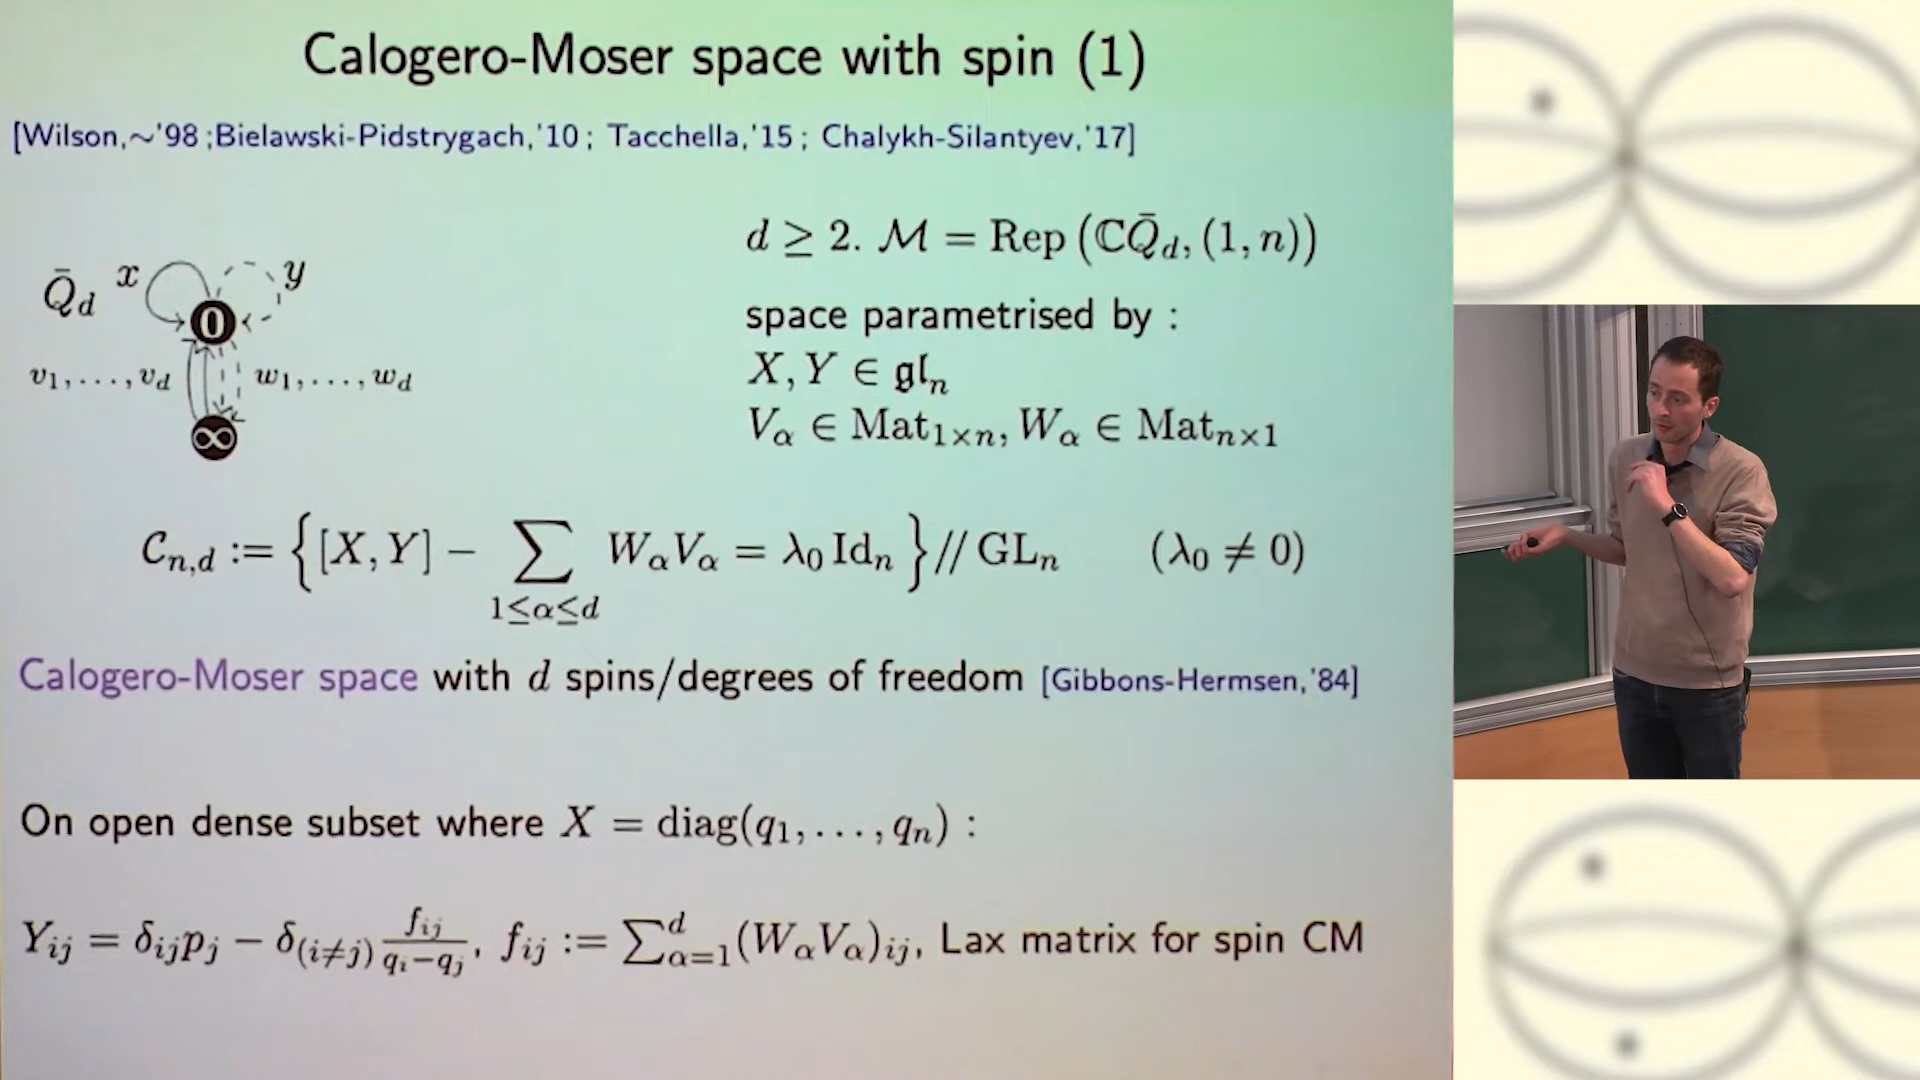 Calogero-Moser space with spin (1)
[Wilson,∼'98 ;Bielawski-Pidstrygach,'10 ; Tacchella,'15 ; Chalykh-Silantyev,'17]
d ≥ 2. ℳ = Rep (ℂQ̄_d, (1, n))
space parametrised by :
X, Y ∈ 𝔤𝔩_n
V_α ∈ Mat_{1×n}, W_α ∈ Mat_{n×1}
Q̄_d x y
0
v_1, . . . , v_d w_1, . . . , w_d
∞
𝒞_{n,d} := { [X, Y] − ∑_{1≤α≤d} W_α V_α = λ_0 Id_n } // GL_n (λ_0 ≠ 0)
Calogero-Moser space with d spins/degrees of freedom [Gibbons-Hermsen,'84]
On open dense subset where X = diag(q_1, . . . , q_n) :
Y_{ij} = δ_{ij} p_j − δ_{(i≠j)} \frac{f_{ij}}{q_i−q_j}, f_{ij} := ∑_{α=1}^d (W_α V_α)_{ij}, Lax matrix for spin CM